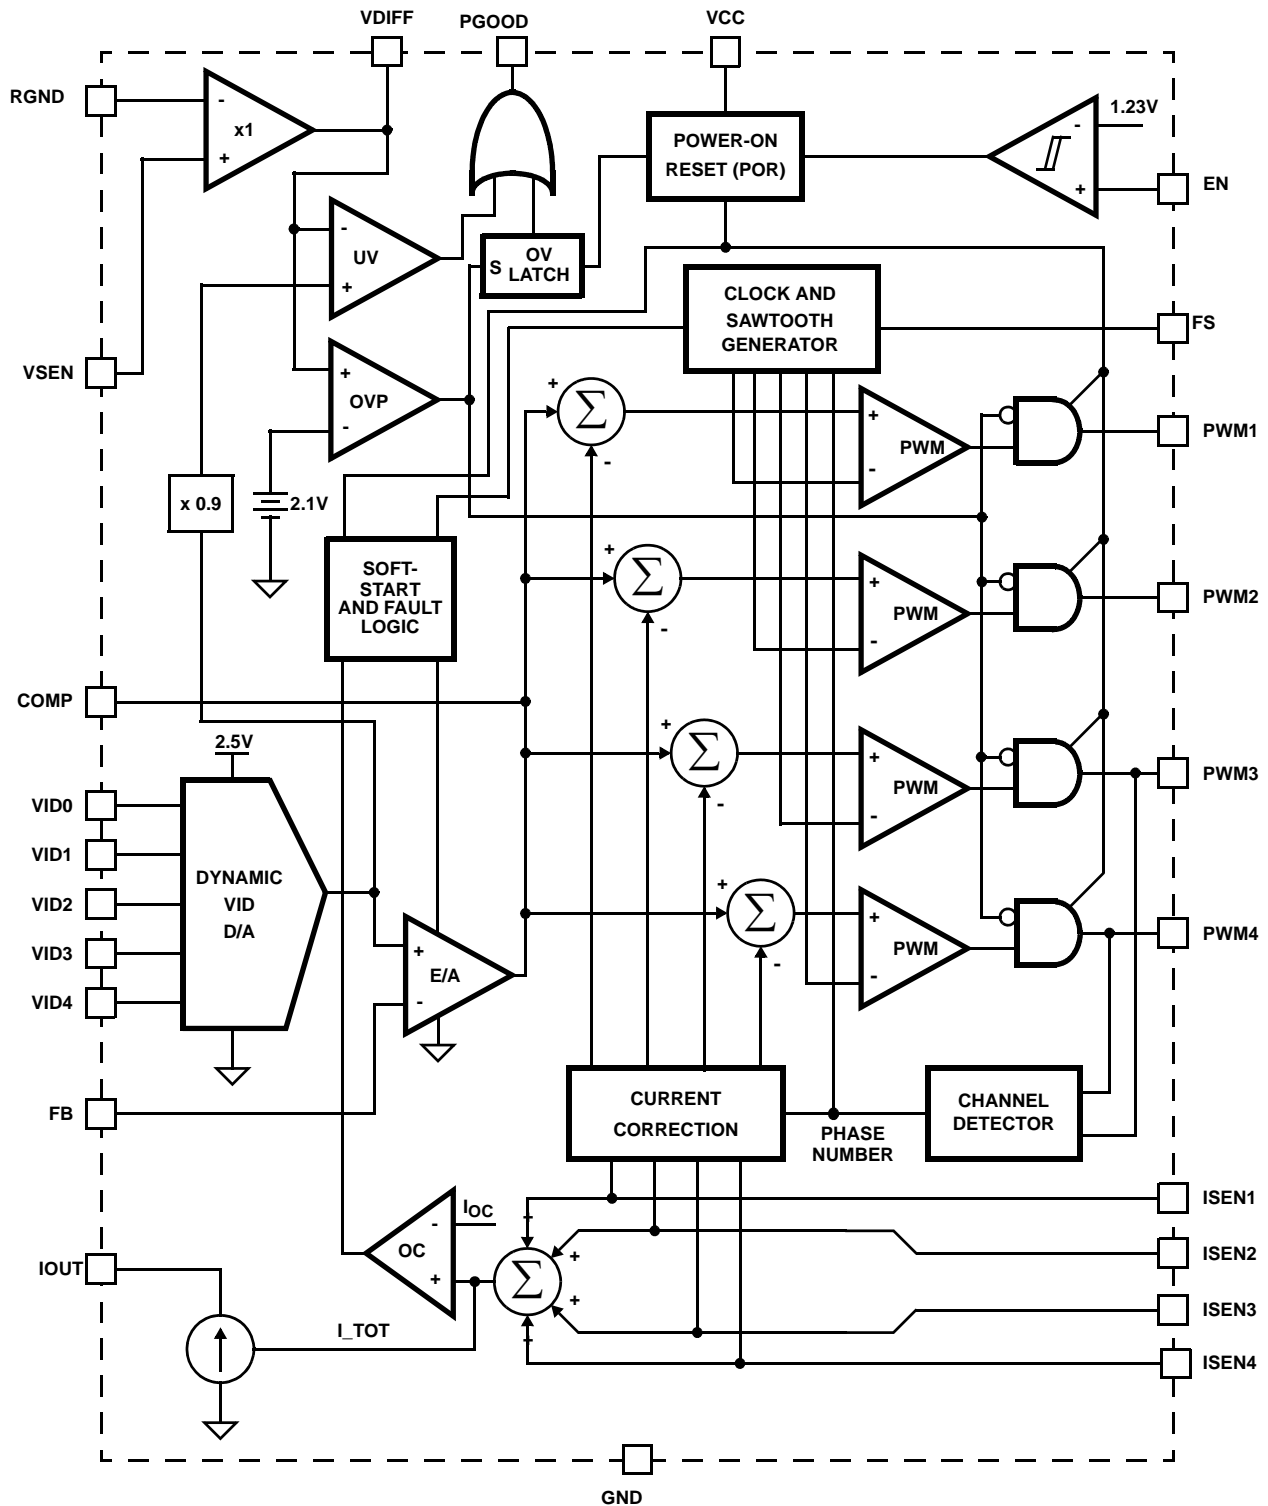 VDIFF
PGOOD
VCC
RGND
-
x1
+
POWER-ON
RESET (POR)
1.23V
-
+
EN
-
UV
+
S
OV
LATCH
CLOCK AND
SAWTOOTH
GENERATOR
FS
VSEN
+
OVP
-
+
Σ
-
+
PWM
-
PWM1
x 0.9
2.1V
SOFT-
START
AND FAULT
LOGIC
+
Σ
-
+
PWM
-
PWM2
COMP
2.5V
+
Σ
-
+
PWM
-
PWM3
VID0
VID1
VID2
VID3
VID4
DYNAMIC
VID
D/A
+
E/A
-
+
Σ
-
+
PWM
-
PWM4
FB
CURRENT
CORRECTION
PHASE
NUMBER
CHANNEL
DETECTOR
ISEN1
-
IOC
OC
+
+
Σ
+
+
+
ISEN2
IOUT
ISEN3
I_TOT
ISEN4
GND